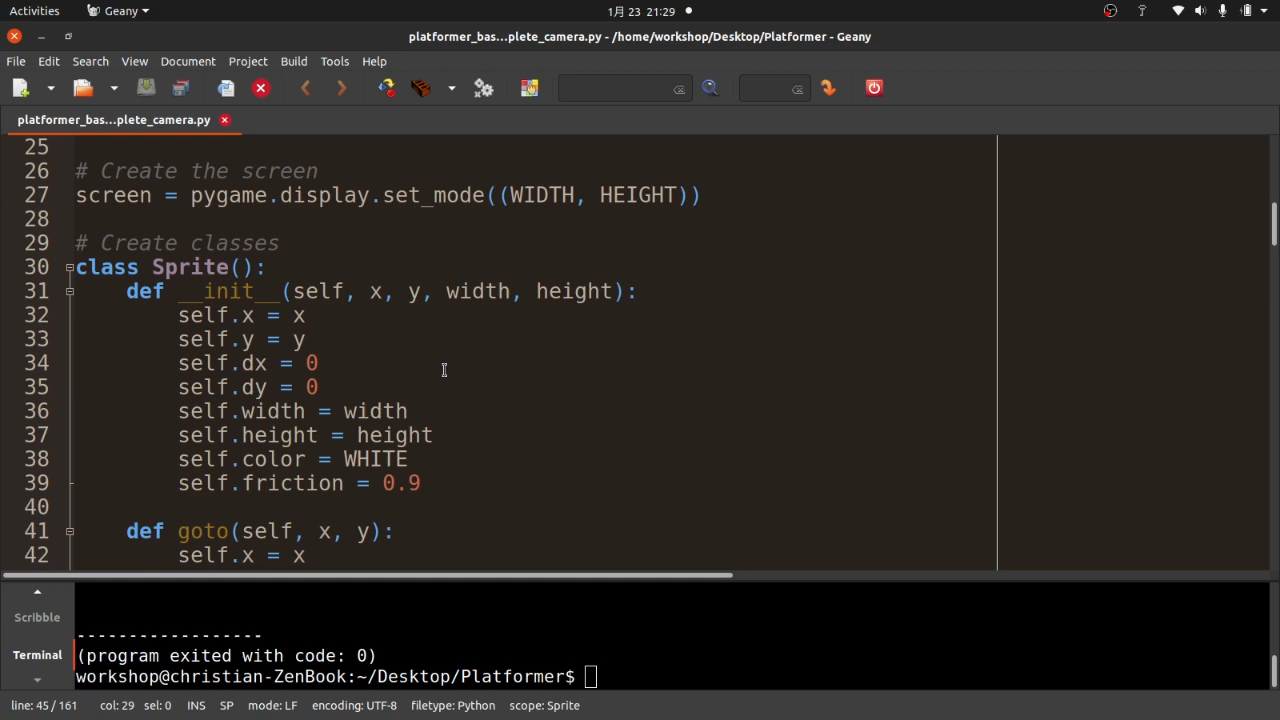 Activities
Geany
1月 23 21:29
platformer_bas...plete_camera.py - /home/workshop/Desktop/Platformer - Geany
File Edit Search View Document Project Build Tools Help
platformer_bas...plete_camera.py
25
26 # Create the screen
27 screen = pygame.display.set_mode((WIDTH, HEIGHT))
28
29 # Create classes
30 class Sprite():
31     def __init__(self, x, y, width, height):
32         self.x = x
33         self.y = y
34         self.dx = 0
35         self.dy = 0
36         self.width = width
37         self.height = height
38         self.color = WHITE
39         self.friction = 0.9
40
41     def goto(self, x, y):
42         self.x = x
Scribble
Terminal
------------------
(program exited with code: 0)
workshop@christian-ZenBook:~/Desktop/Platformer$
line: 45 / 161 col: 29 sel: 0 INS SP mode: LF encoding: UTF-8 filetype: Python scope: Sprite